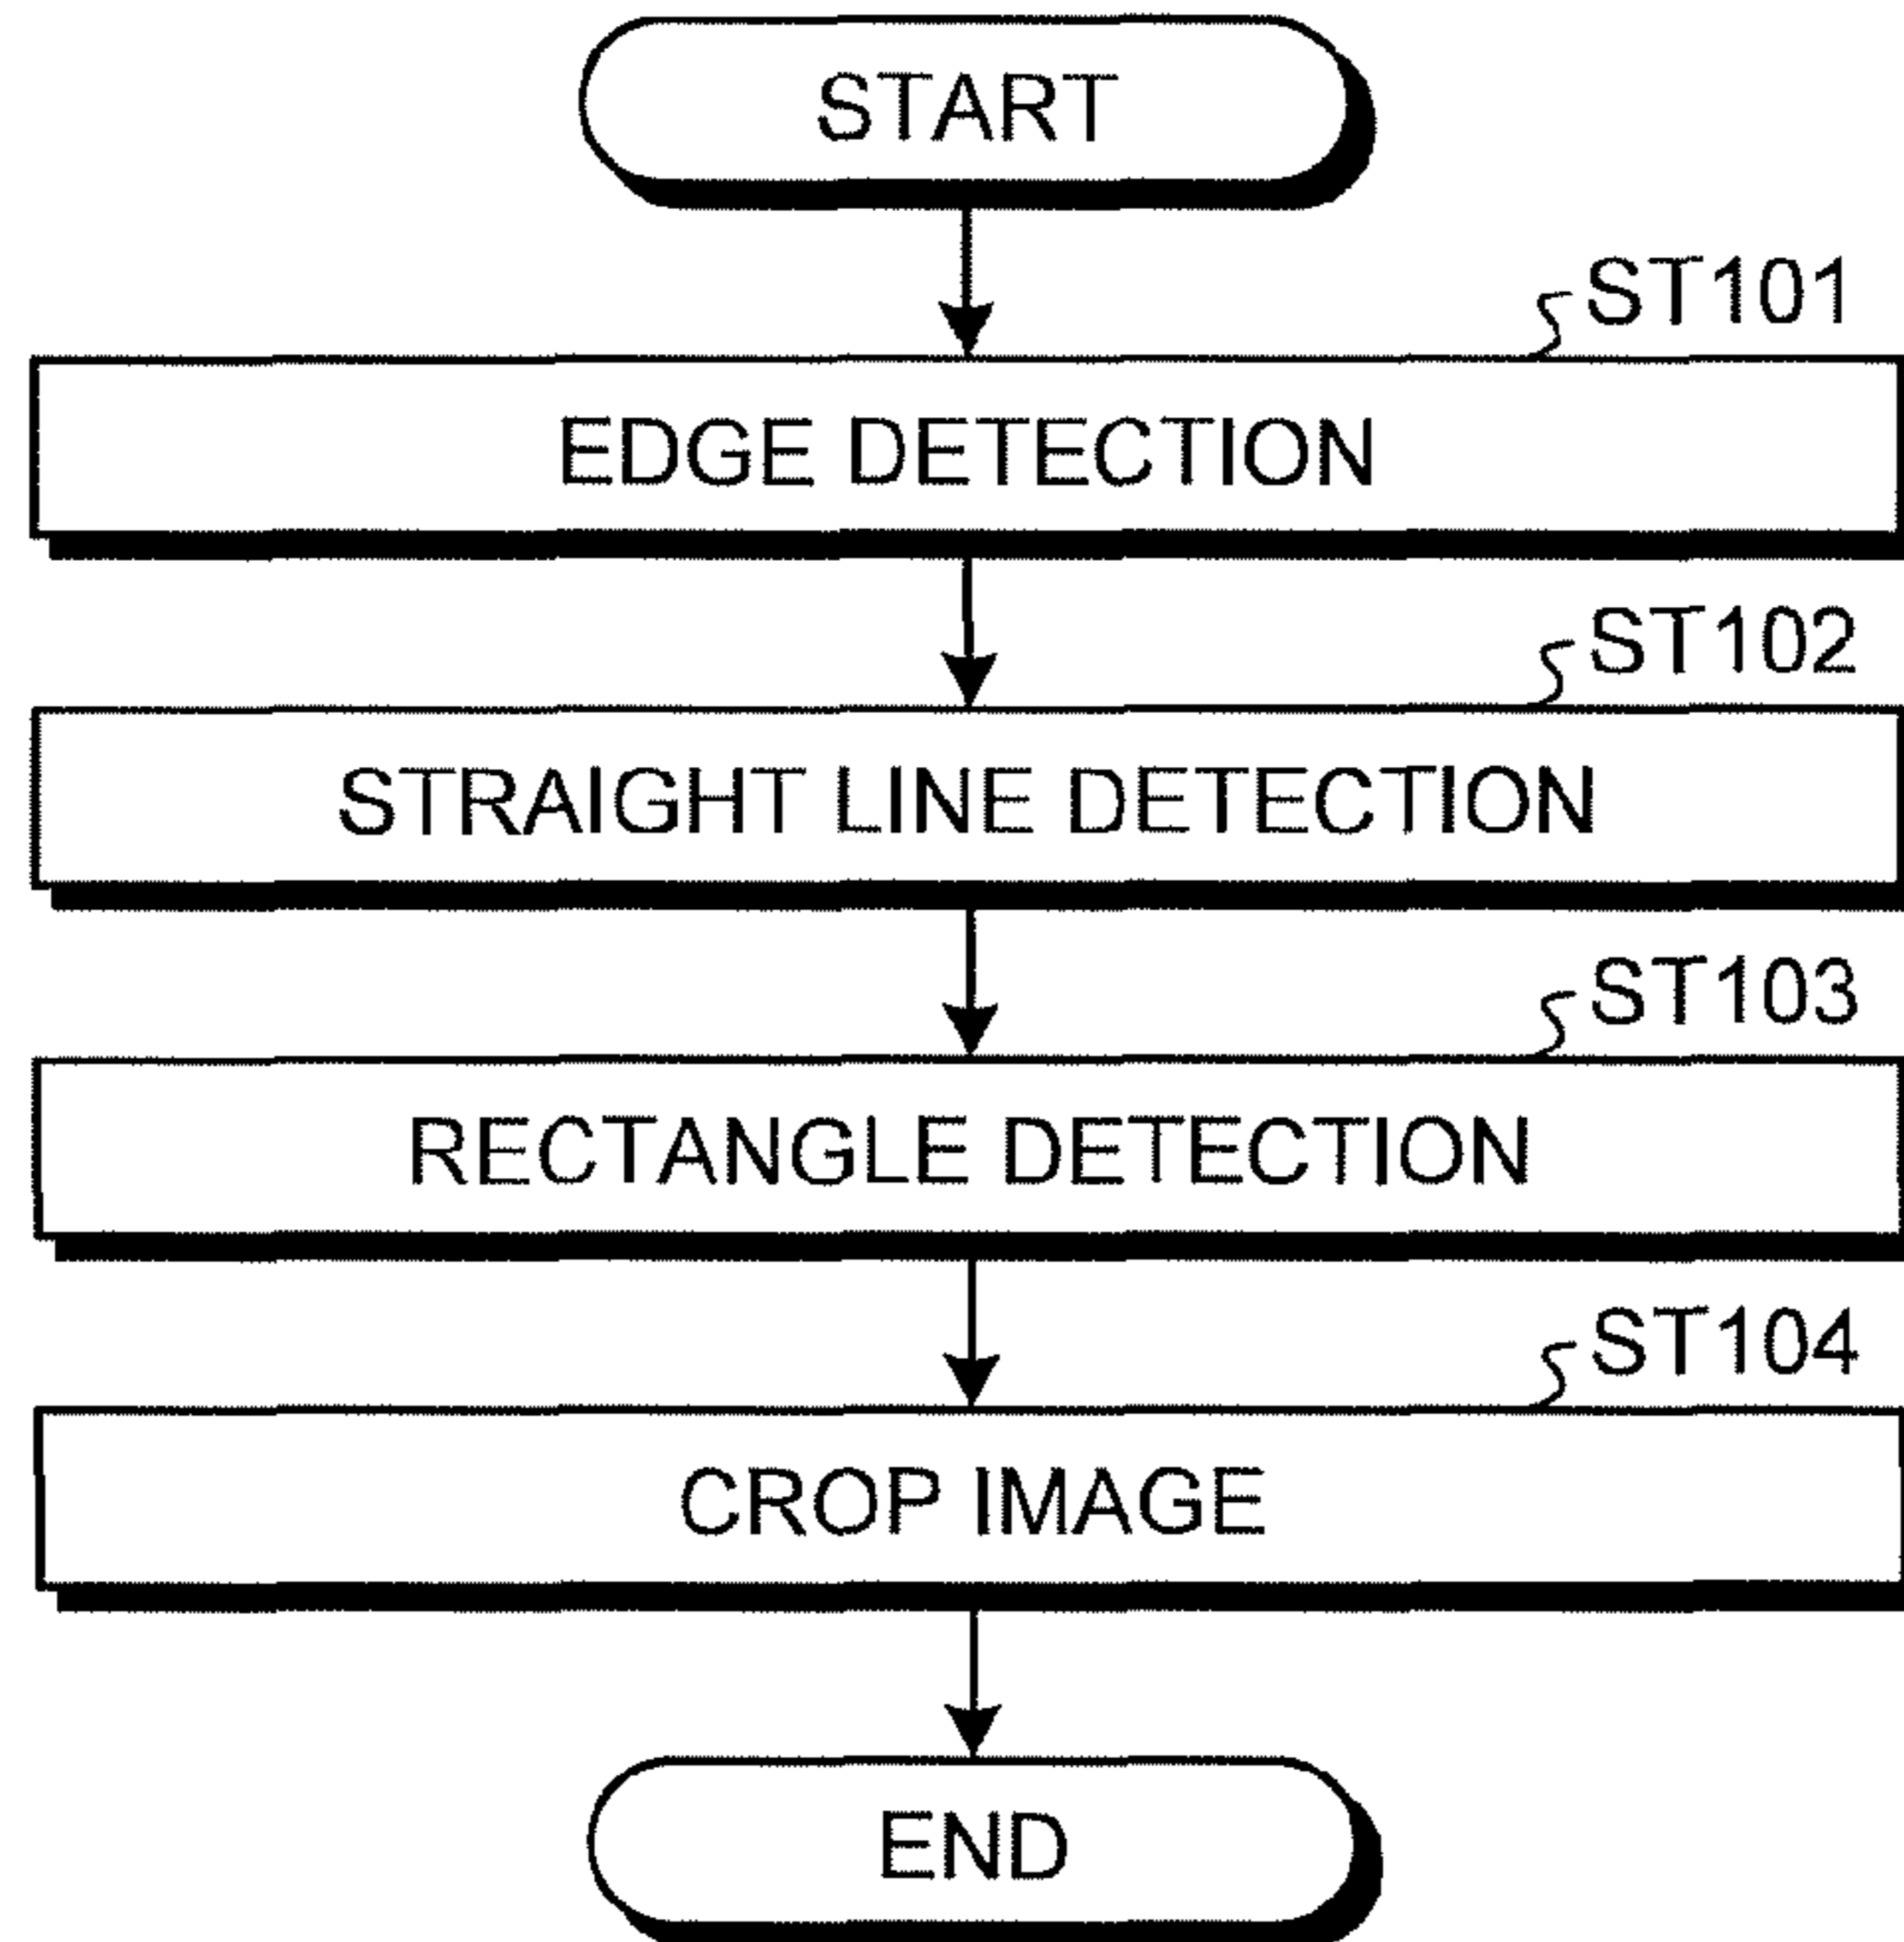 START
ST101
EDGE DETECTION
ST102
STRAIGHT LINE DETECTION
ST103
RECTANGLE DETECTION
ST104
CROP IMAGE
END